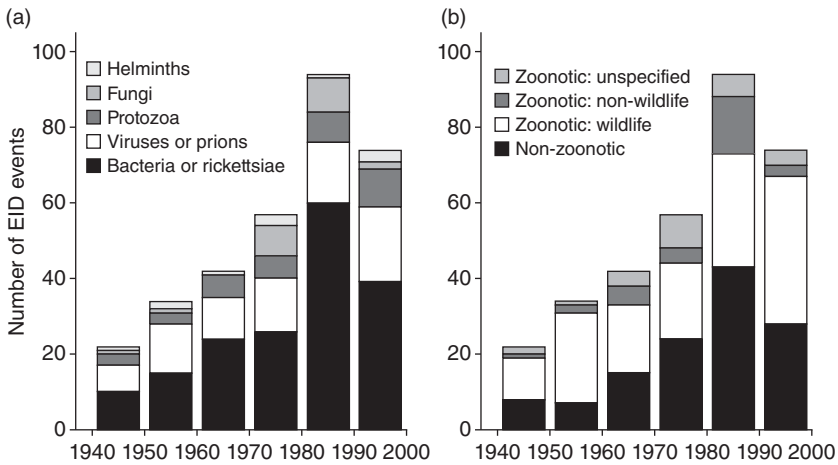 (a)
100
80
60
40
20
0
Number of EID events
Helminths
Fungi
Protozoa
Viruses or prions
Bacteria or rickettsiae
1940 1950 1960 1970 1980 1990 2000
(b)
100
80
60
40
20
0
Zoonotic: unspecified
Zoonotic: non-wildlife
Zoonotic: wildlife
Non-zoonotic
1940 1950 1960 1970 1980 1990 2000